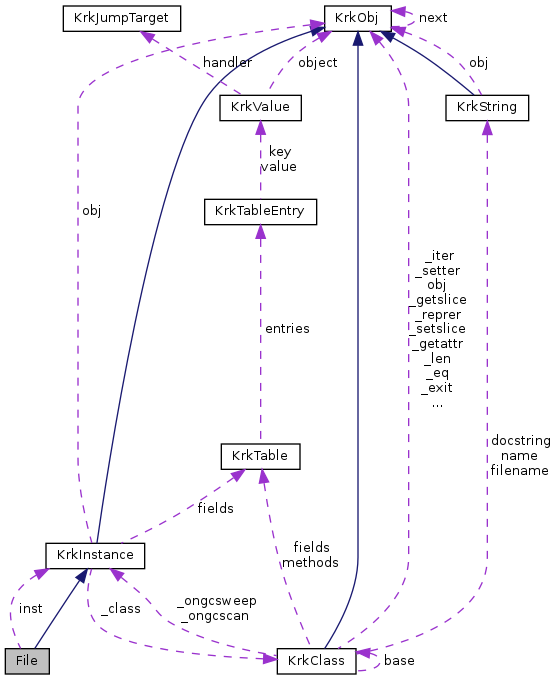 KrkJumpTarget
KrkObj
next
handler
object
obj
KrkValue
KrkString
key
value
KrkTableEntry
obj
_iter
_setter
obj
_getslice
_reprer
_setslice
_getattr
_len
_eq
_exit
...
entries
docstring
name
filename
KrkTable
fields
fields
methods
KrkInstance
inst
_class
_ongcsweep
_ongcscan
File
KrkClass
base